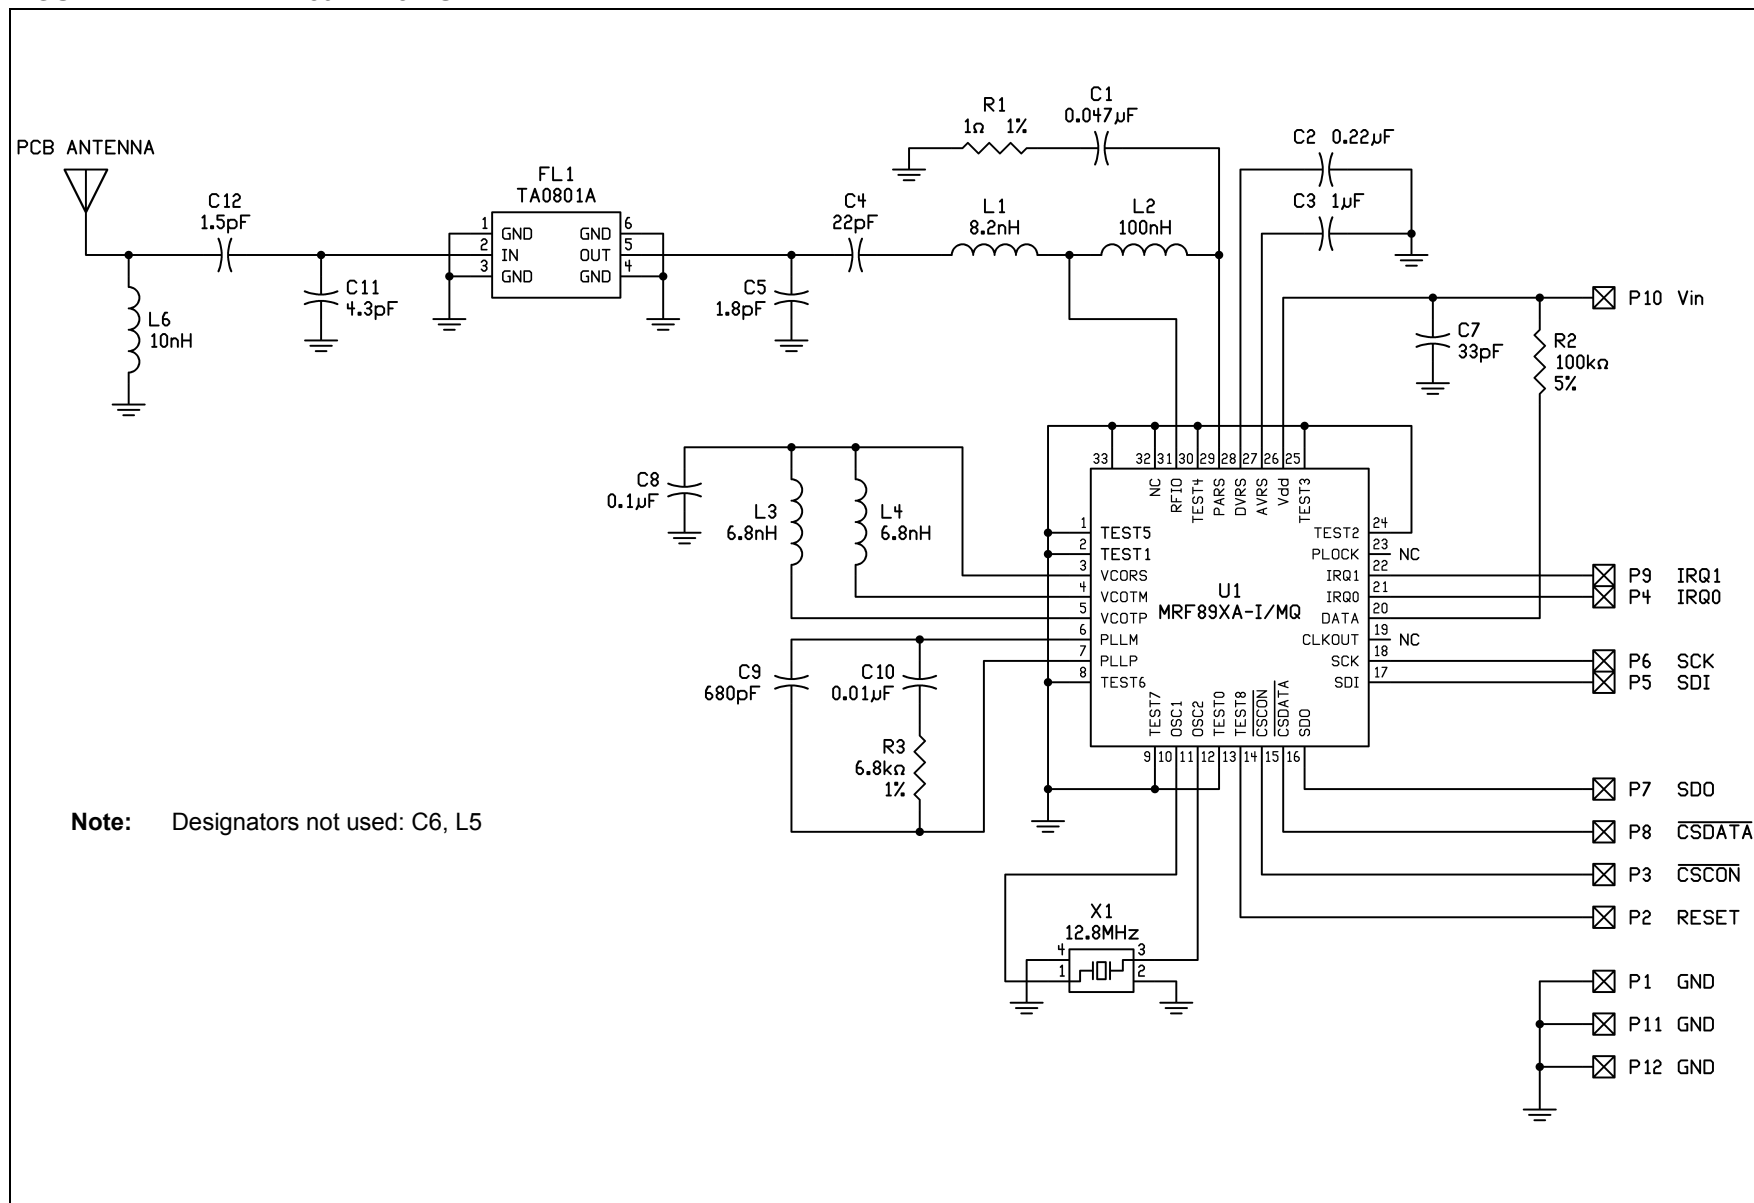 PCB ANTENNA
C12
1.5pF
L6
10nH
C11
4.3pF
FL1
TA0801A
1 GND
2 IN
3 GND
GND 6
OUT 5
GND 4
C5
1.8pF
C4
22pF
R1
1Ω 1%
C1
0.047µF
L1
8.2nH
L2
100nH
C2 0.22µF
C3 1µF
P10 Vin
C7
33pF
R2
100kΩ
5%
C8
0.1µF
L3
6.8nH
L4
6.8nH
33 32 31 30 29 28 27 26 25
NC
RFIO
TEST4
PARS
DVRS
AVRS
Vdd
TEST3
1 TEST5
2 TEST1
3 VCORS
4 VCOTM
5 VCOTP
6 PLLM
7 PLLP
8 TEST6
U1
MRF89XA-I/MQ
TEST2 24
PLOCK 23 NC
IRQ1 22
IRQ0 21
DATA 20
CLKOUT 19 NC
SCK 18
SDI 17
TEST7
OSC1
OSC2
TEST0
TEST8
CSCON
CSDATA
SDO
9 10 11 12 13 14 15 16
P9 IRQ1
P4 IRQ0
P6 SCK
P5 SDI
C9
680pF
C10
0.01µF
R3
6.8kΩ
1%
Note: Designators not used: C6, L5
P7 SDO
P8 CSDATA
P3 CSCON
P2 RESET
X1
12.8MHz
4 3
1 2
P1 GND
P11 GND
P12 GND